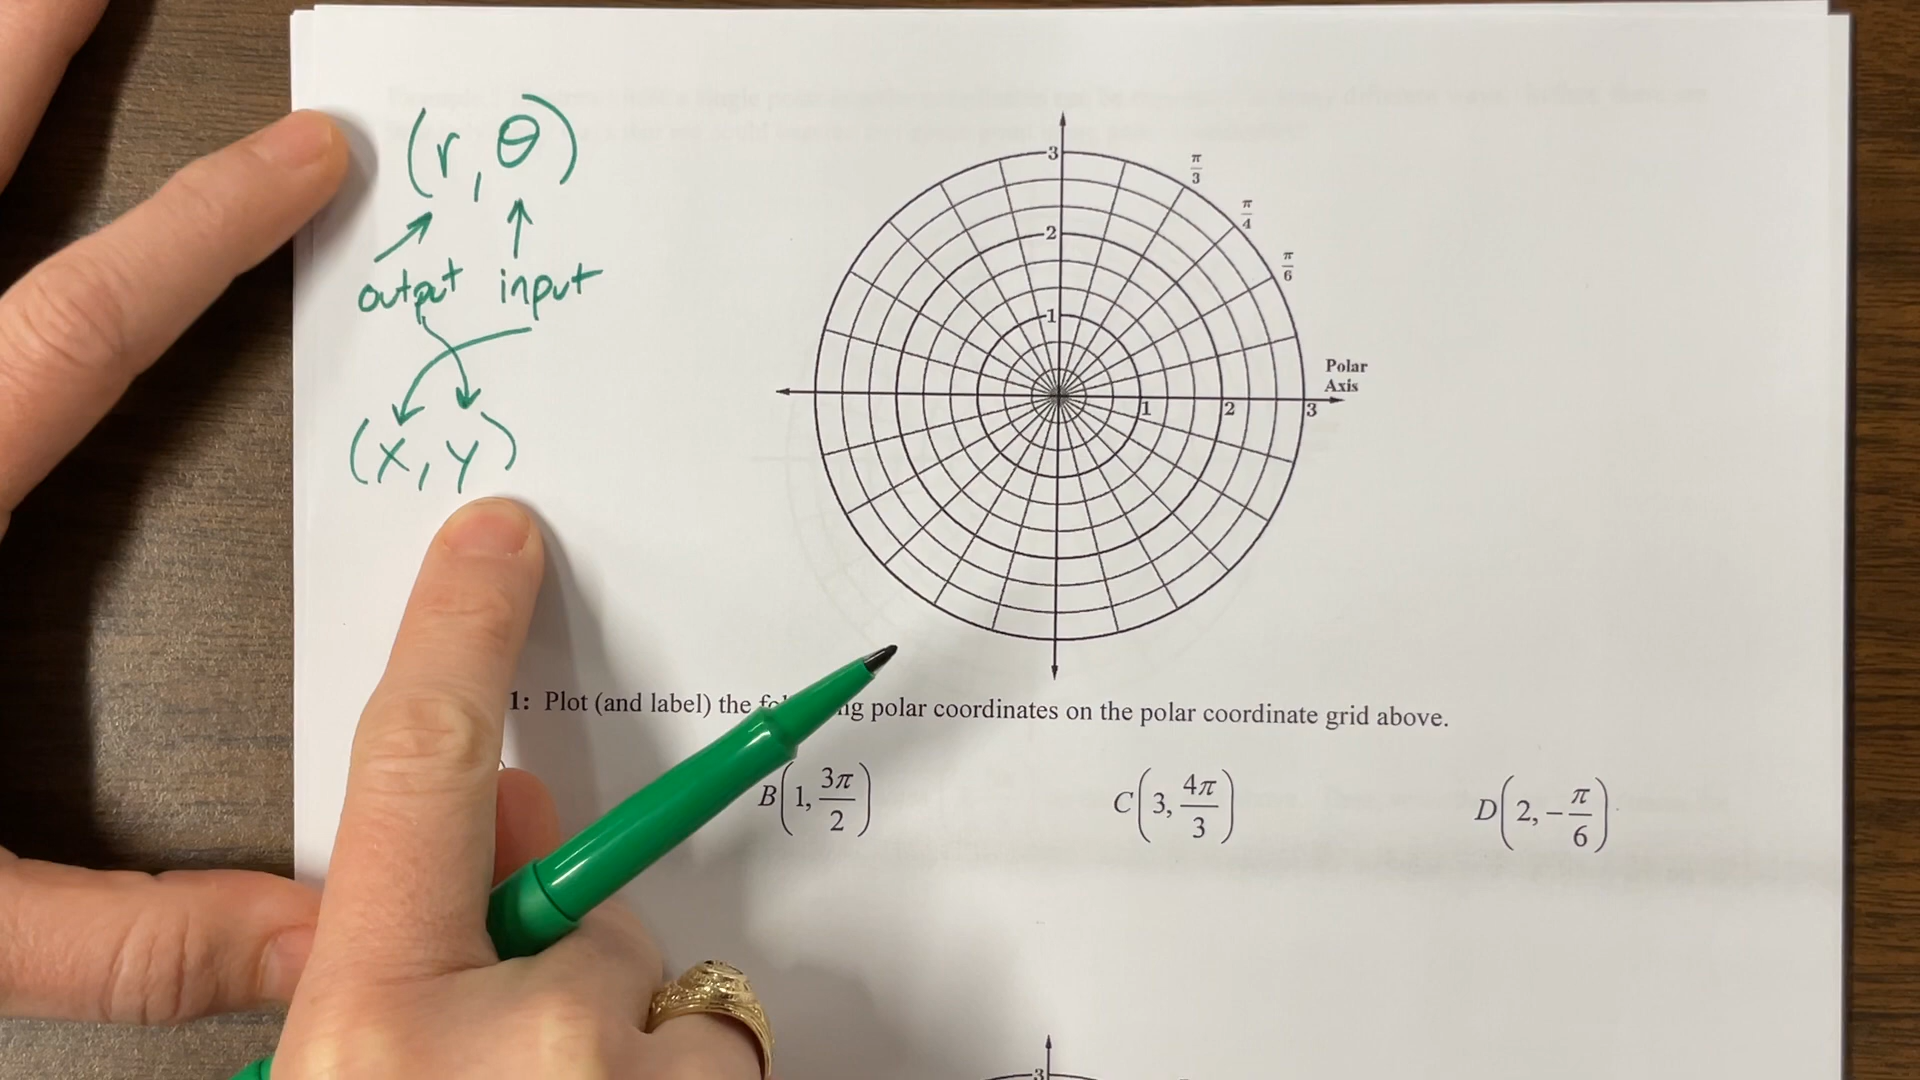 (r, θ)
output input
(x, y)
3
2
1
π/3
π/4
π/6
Polar
Axis
1 2 3
1: Plot (and label) the polar coordinates on the polar coordinate grid above.
B(1, 3π/2) C(3, 4π/3) D(2, -π/6)
3